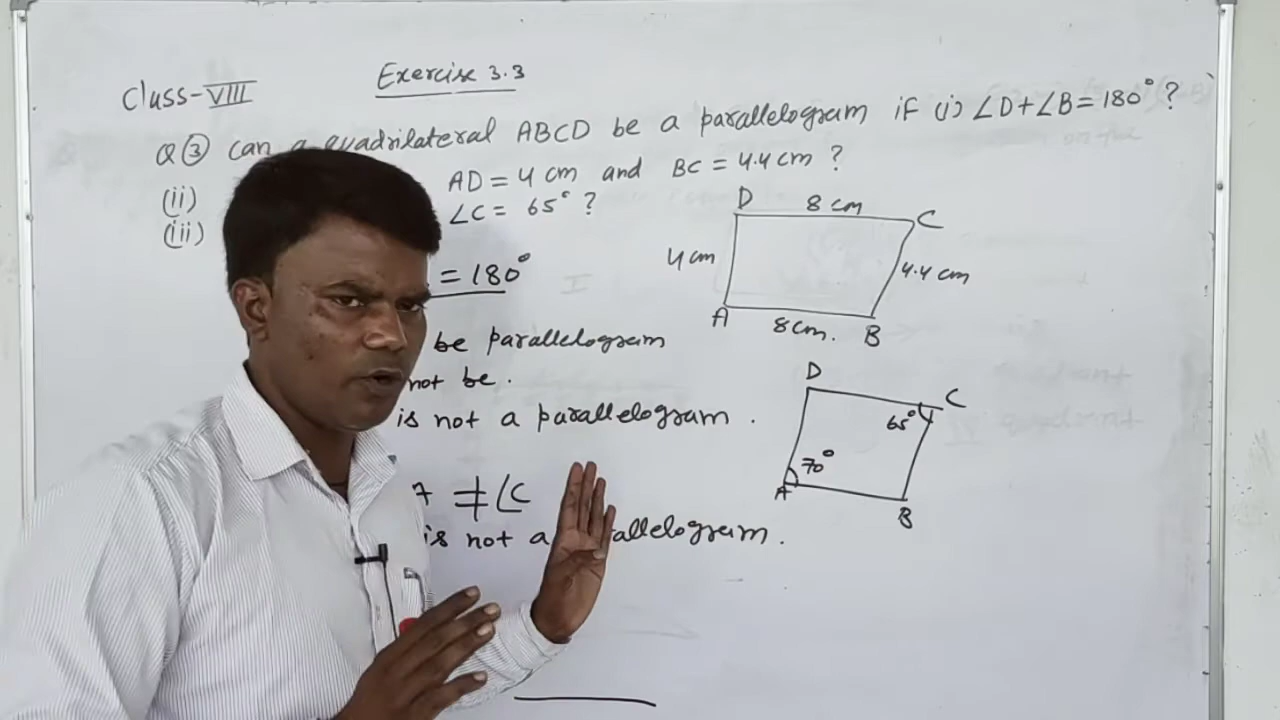 Class-VIII
Exercise 3.3
Q③ can a quadrilateral ABCD be a parallelogram if (i) ∠D+∠B=180° ?
(ii) AD = 4 cm and BC = 4.4 cm ?
(iii) ∠C = 65° ?
= 180°
be parallelogram
not be.
is not a parallelogram.
≠ ∠C
is not a parallelogram.
D 8 cm C
4 cm
4.4 cm
A 8 cm. B
D
C
65°
70°
A
B